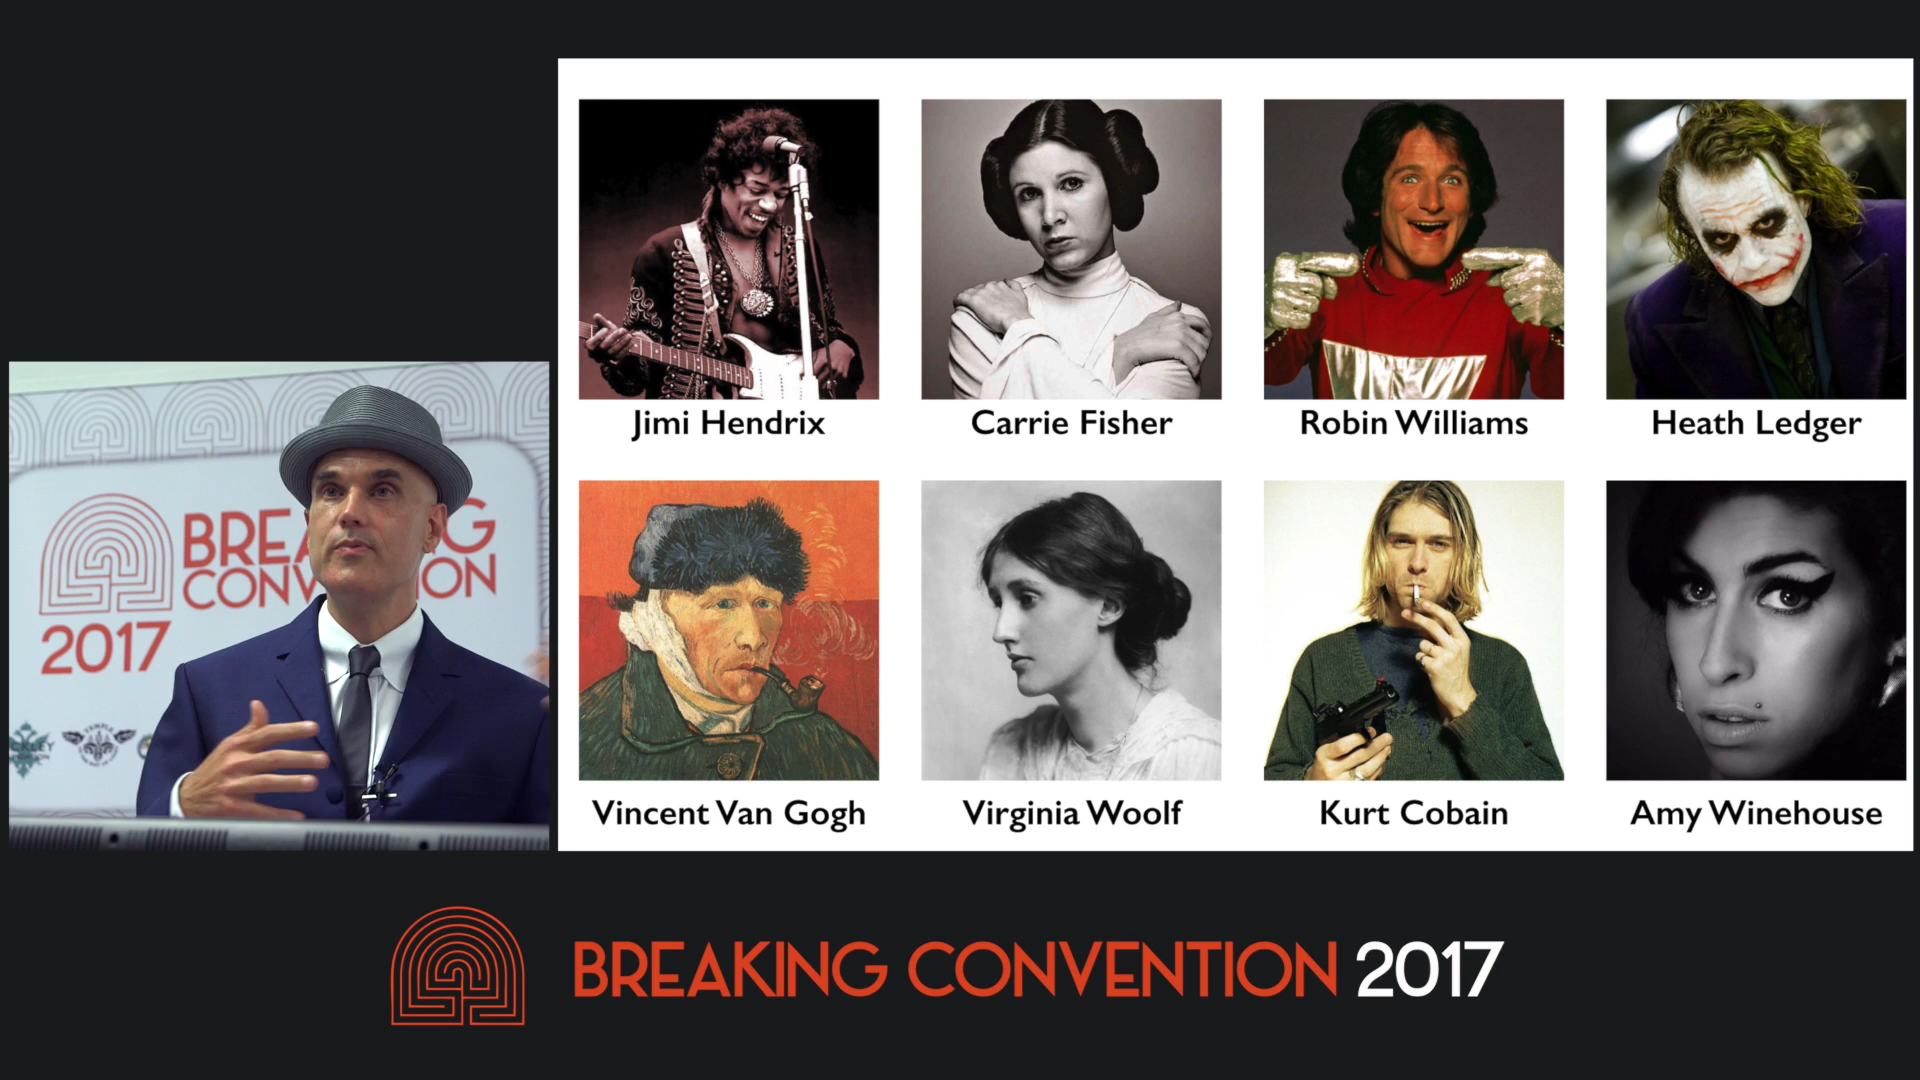 Jimi Hendrix
Carrie Fisher
Robin Williams
Heath Ledger
Vincent Van Gogh
Virginia Woolf
Kurt Cobain
Amy Winehouse
2017
BREAKING CONVENTION 2017